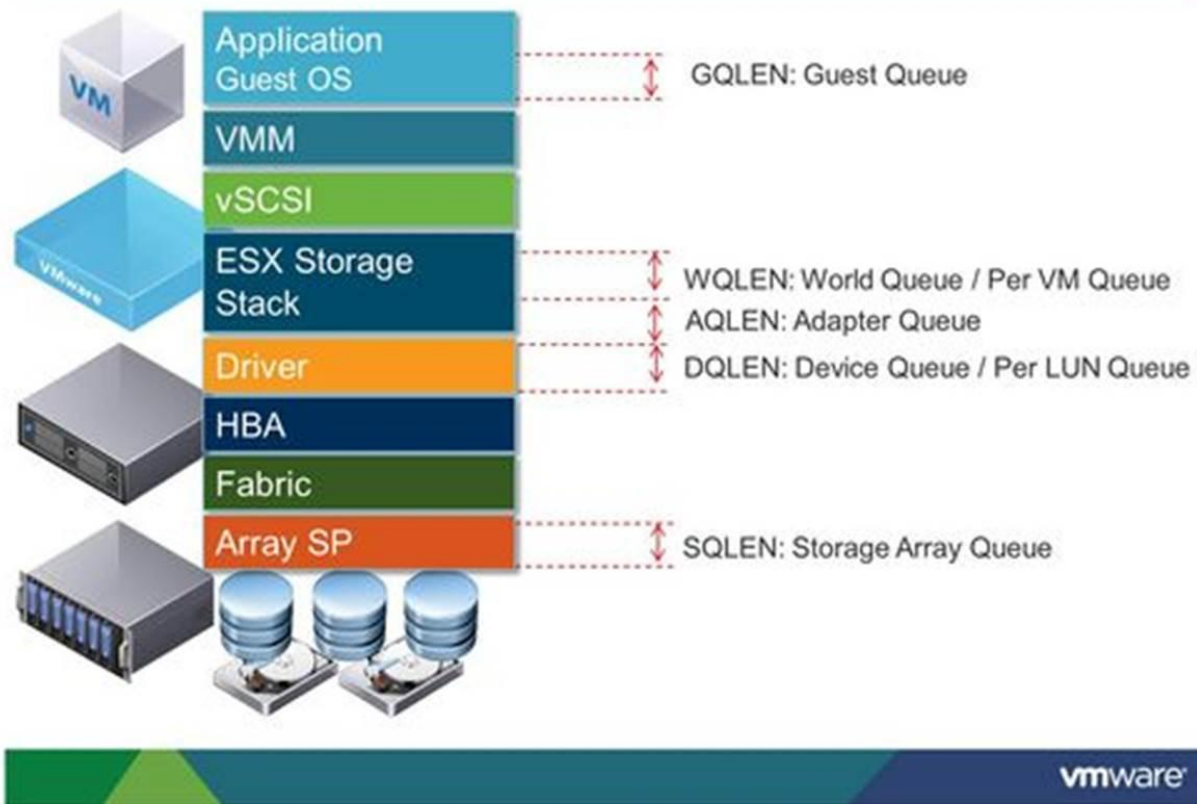 Application
Guest OS
GQLEN: Guest Queue
VM
VMM
vSCSI
VMware
ESX Storage
Stack
WQLEN: World Queue / Per VM Queue
AQLEN: Adapter Queue
Driver
DQLEN: Device Queue / Per LUN Queue
HBA
Fabric
Array SP
SQLEN: Storage Array Queue
vmware